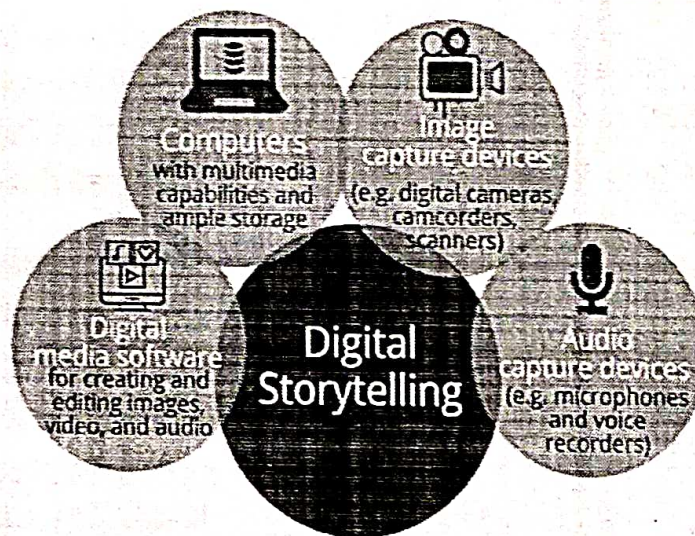 Computers
with multimedia
capabilities and
ample storage
Image
capture devices
(e.g, digital cameras,
camcorders,
scanners)
Digital
media software
for creating and
editing images,
video, and audio
Digital
Storytelling
Audio
capture devices
(e.g. microphones
and voice
recorders)